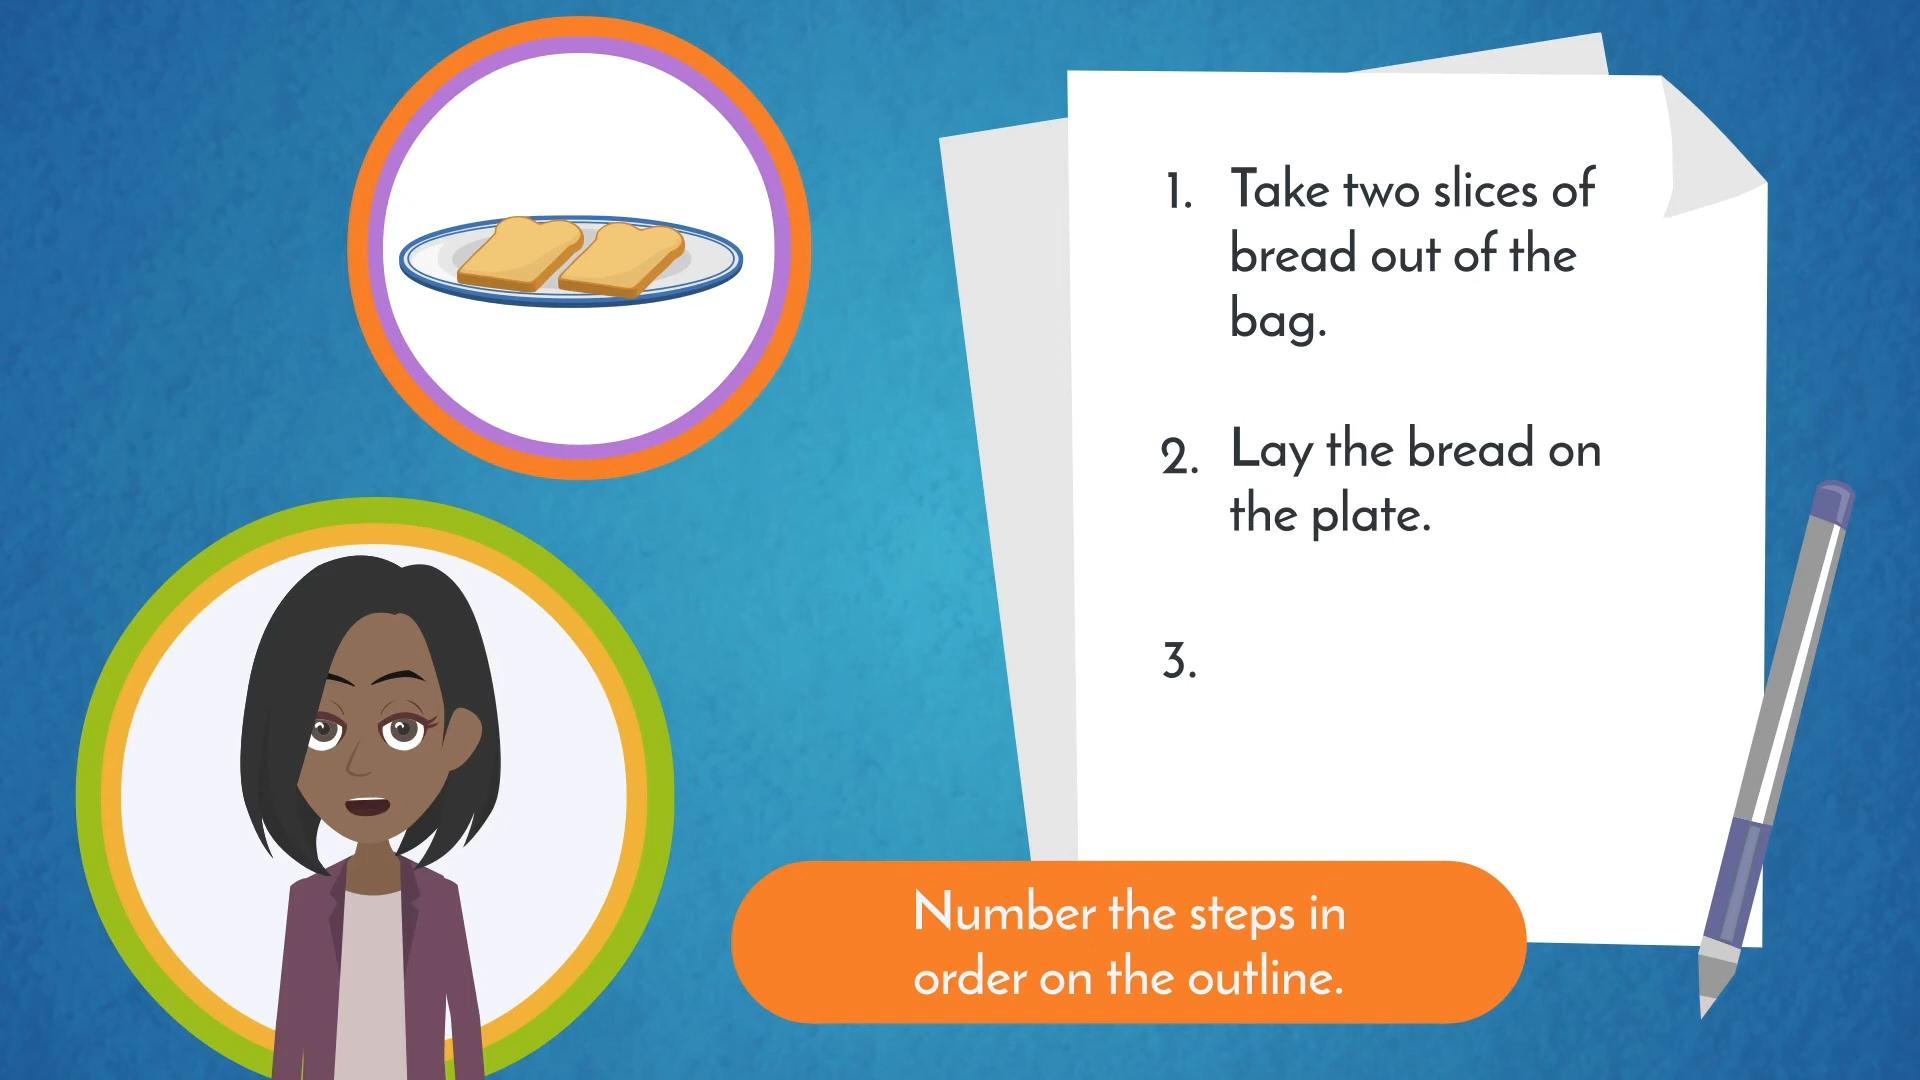 1. Take two slices of
bread out of the
bag.
2. Lay the bread on
the plate.
3.
Number the steps in
order on the outline.